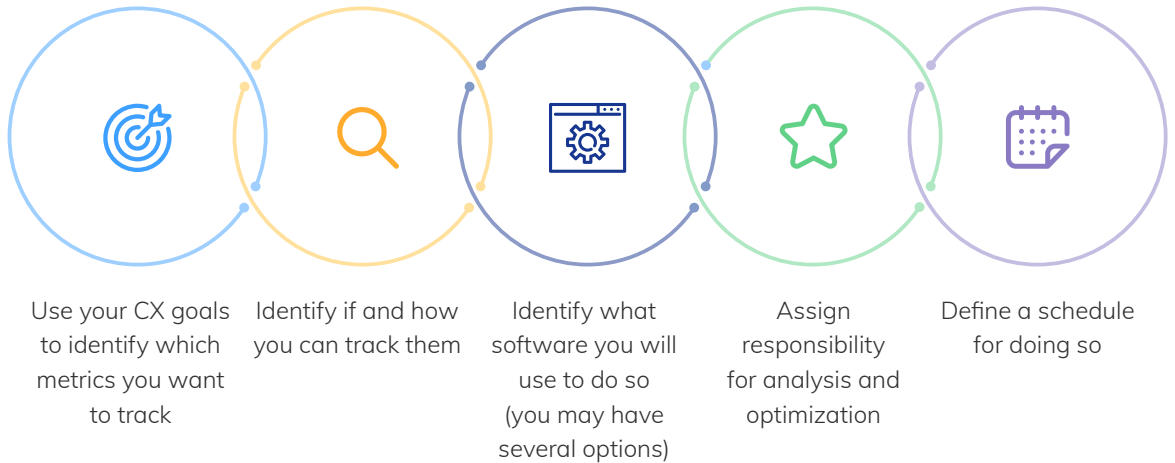 Use your CX goals
to identify which
metrics you want
to track
Identify if and how
you can track them
Identify what
software you will
use to do so
(you may have
several options)
Assign
responsibility
for analysis and
optimization
Define a schedule
for doing so